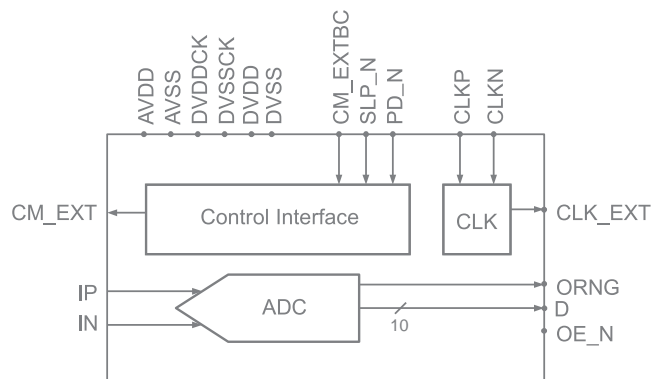 AVDD
AVSS
DVDDCK
DVSSCK
DVDD
DVSS
CM_EXTBC
SLP_N
PD_N
CLKP
CLKN
CM_EXT
Control Interface
CLK
CLK_EXT
IP
IN
ADC
10
ORNG
D
OE_N